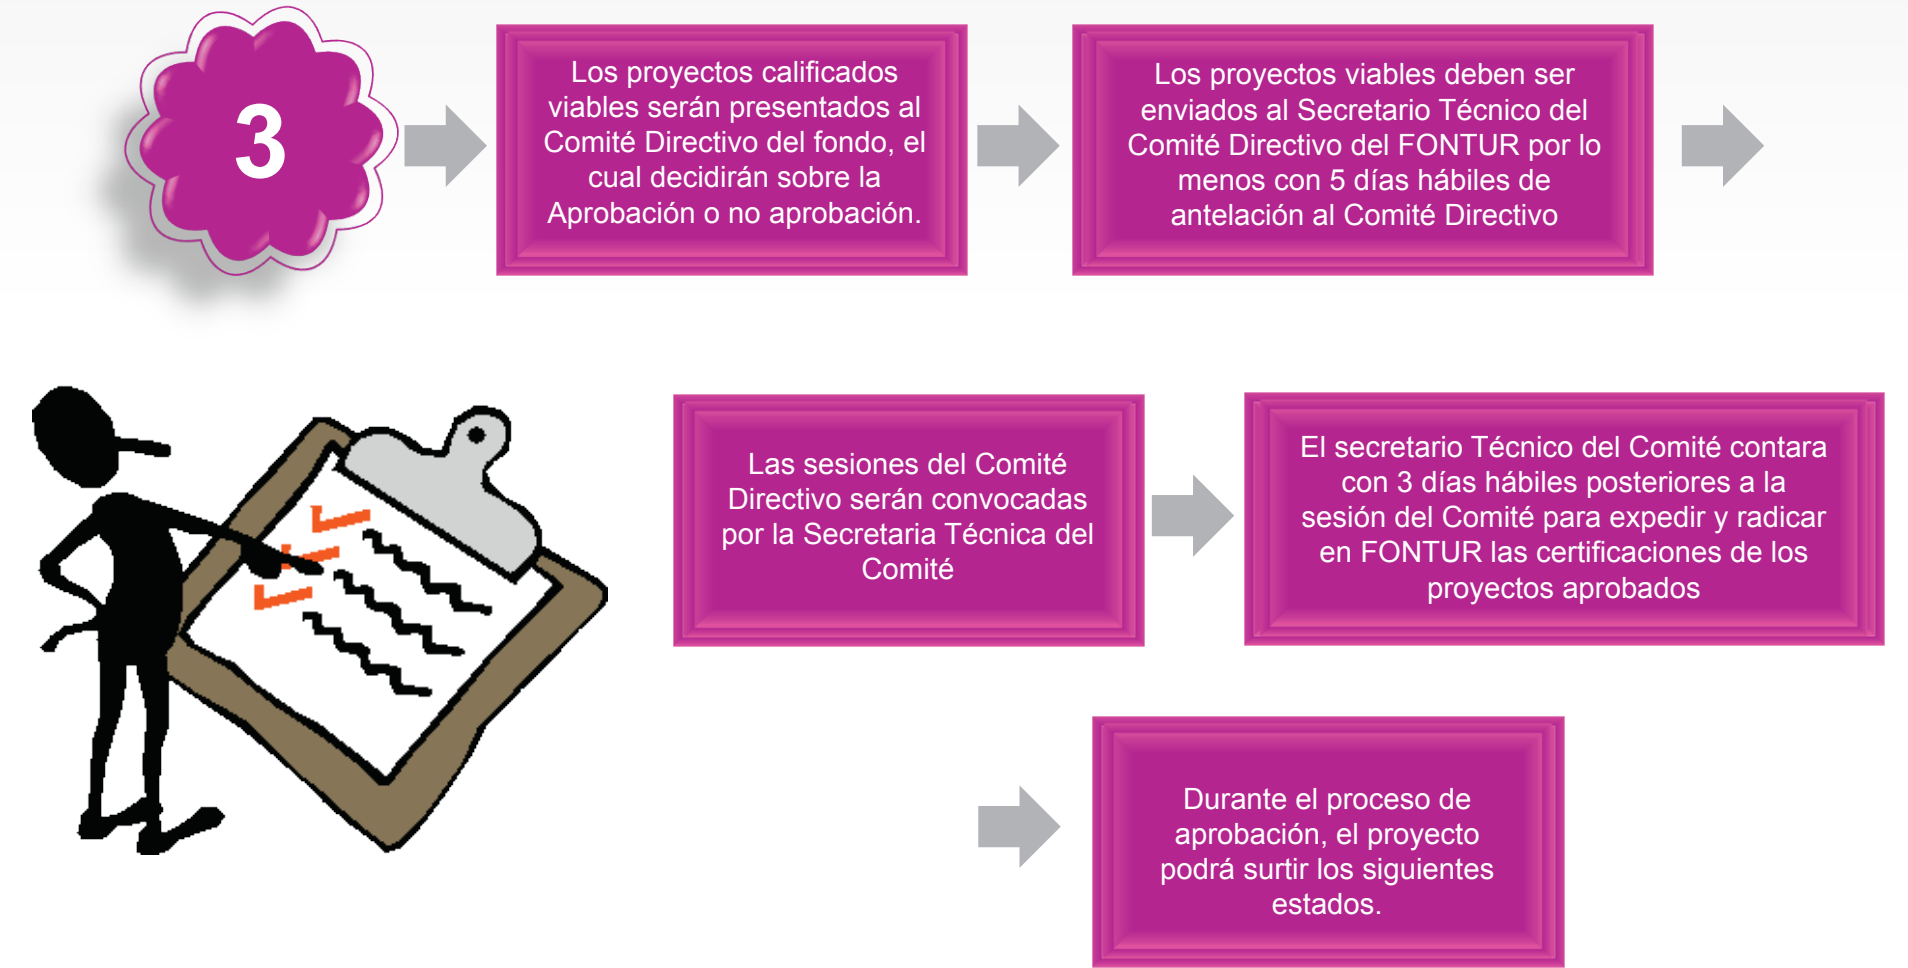 3
Los proyectos calificados
viables serán presentados al
Comité Directivo del fondo, el
cual decidirán sobre la
Aprobación o no aprobación.
Los proyectos viables deben ser
enviados al Secretario Técnico del
Comité Directivo del FONTUR por lo
menos con 5 días hábiles de
antelación al Comité Directivo
Las sesiones del Comité
Directivo serán convocadas
por la Secretaria Técnica del
Comité
El secretario Técnico del Comité contara
con 3 días hábiles posteriores a la
sesión del Comité para expedir y radicar
en FONTUR las certificaciones de los
proyectos aprobados
Durante el proceso de
aprobación, el proyecto
podrá surtir los siguientes
estados.